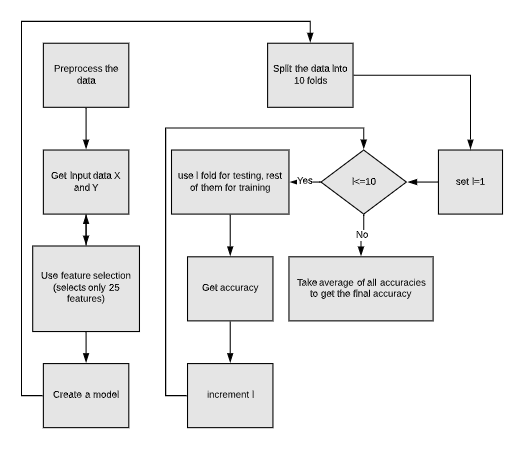 Preprocess the
data
Get Input data X
and Y
Use feature selection
(selects only 25
features)
Create a model
Split the data into
10 folds
set I=1
I<=10
Yes
No
use I fold for testing, rest
of them for training
Get accuracy
increment I
Take average of all accuracies
to get the final accuracy